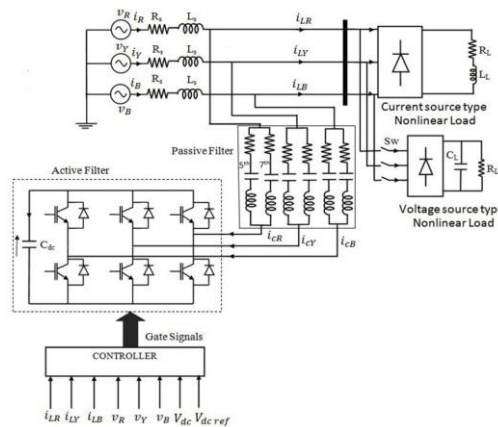 v_R i_R R_s L_s i_LR
v_Y i_Y R_s L_s i_LY
i_B R_s L_s i_LB
v_B
R_L
L_L
Current source type
Nonlinear Load
Passive Filter
Sw
C_L
R_L
5th
7th
Voltage source typ
Nonlinear Load
Active Filter
C_dc
i_cR i_cY i_cB
Gate Signals
CONTROLLER
i_LR i_LY i_LB v_R v_Y v_B V_dc V_dc ref